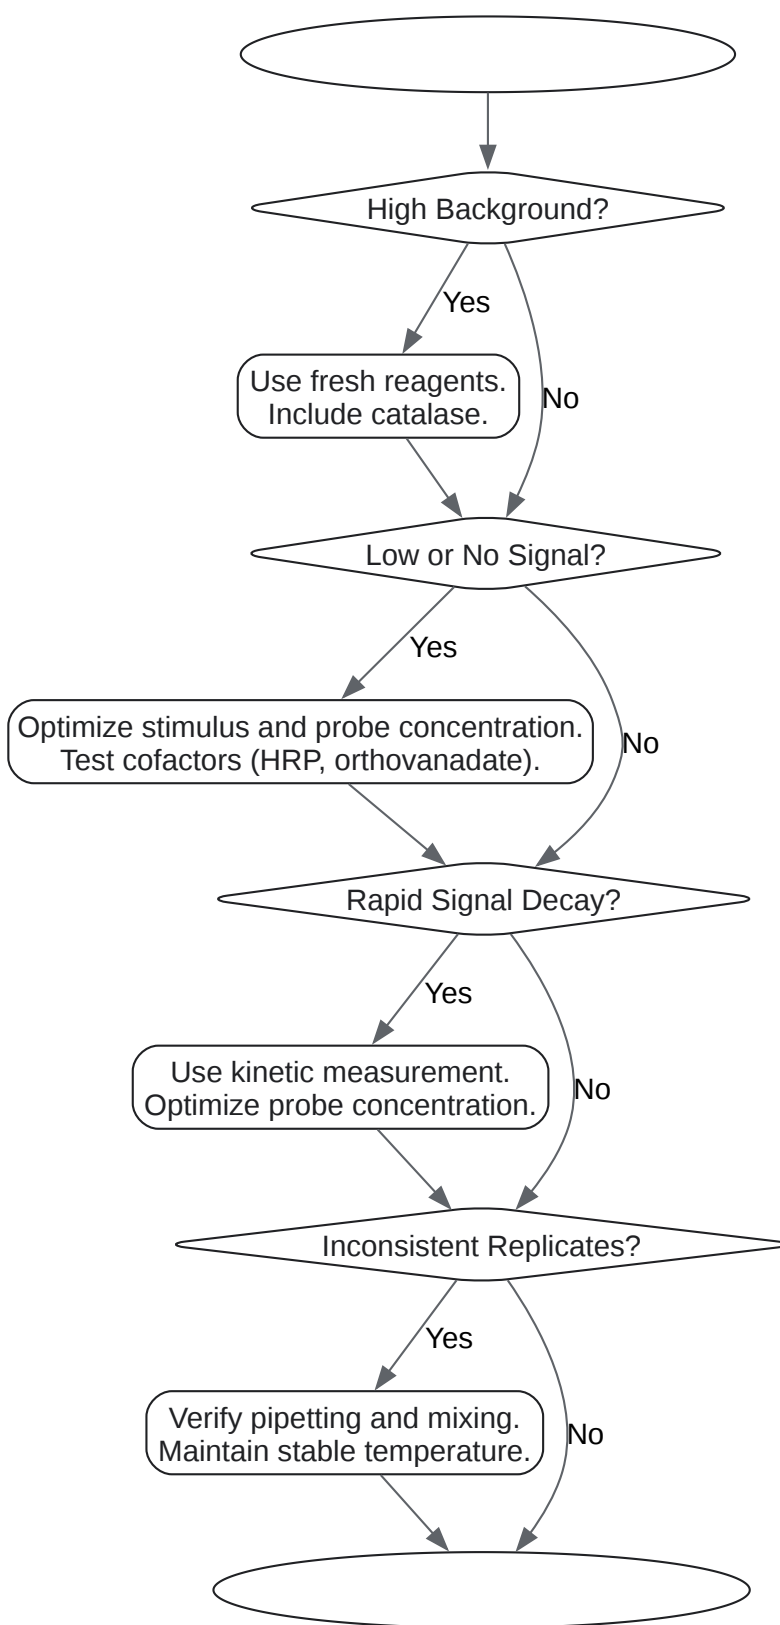 High Background?
Yes
Use fresh reagents.
Include catalase.
No
Low or No Signal?
Yes
Optimize stimulus and probe concentration.
Test cofactors (HRP, orthovanadate).
No
Rapid Signal Decay?
Yes
Use kinetic measurement.
Optimize probe concentration.
No
Inconsistent Replicates?
Yes
Verify pipetting and mixing.
Maintain stable temperature.
No